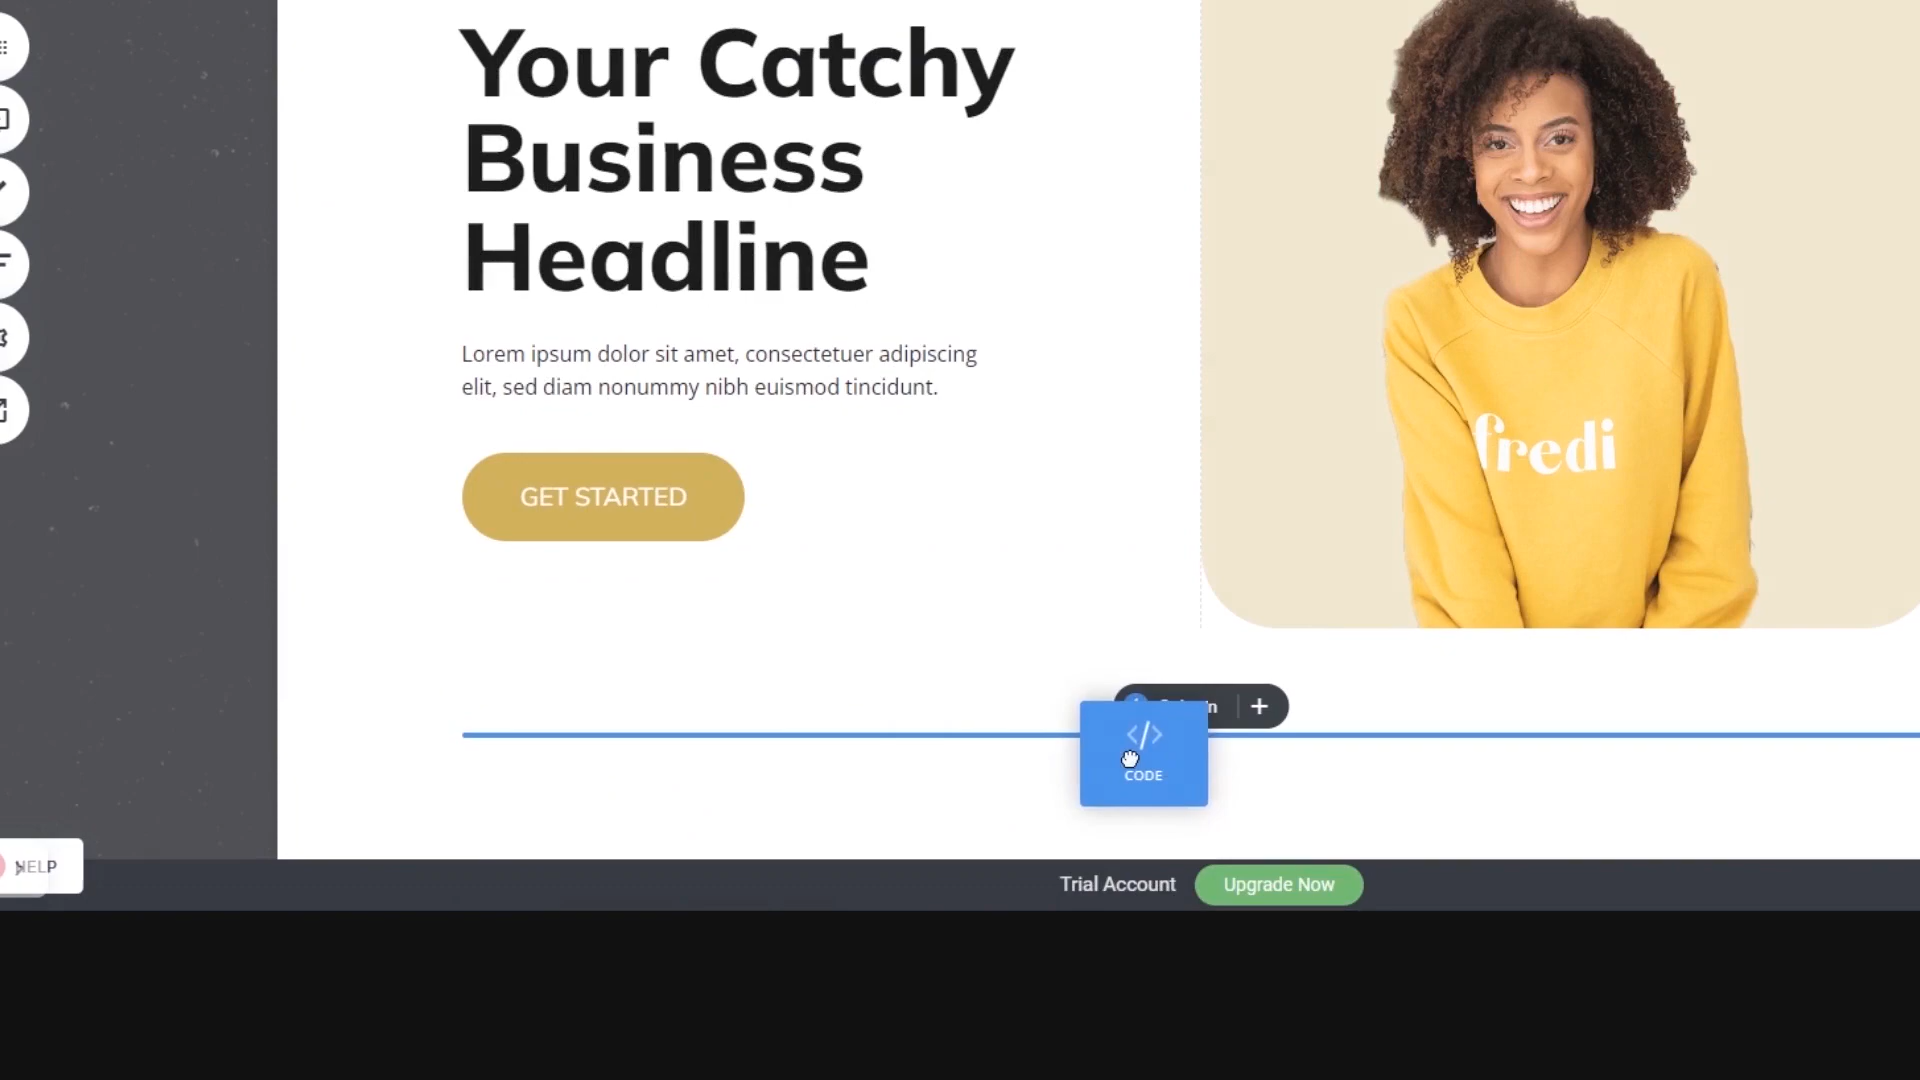 Your Catchy
Business
Headline
Lorem ipsum dolor sit amet, consectetuer adipiscing
elit, sed diam nonummy nibh euismod tincidunt.
GET STARTED
fredi
CODE
HELP
Trial Account
Upgrade Now